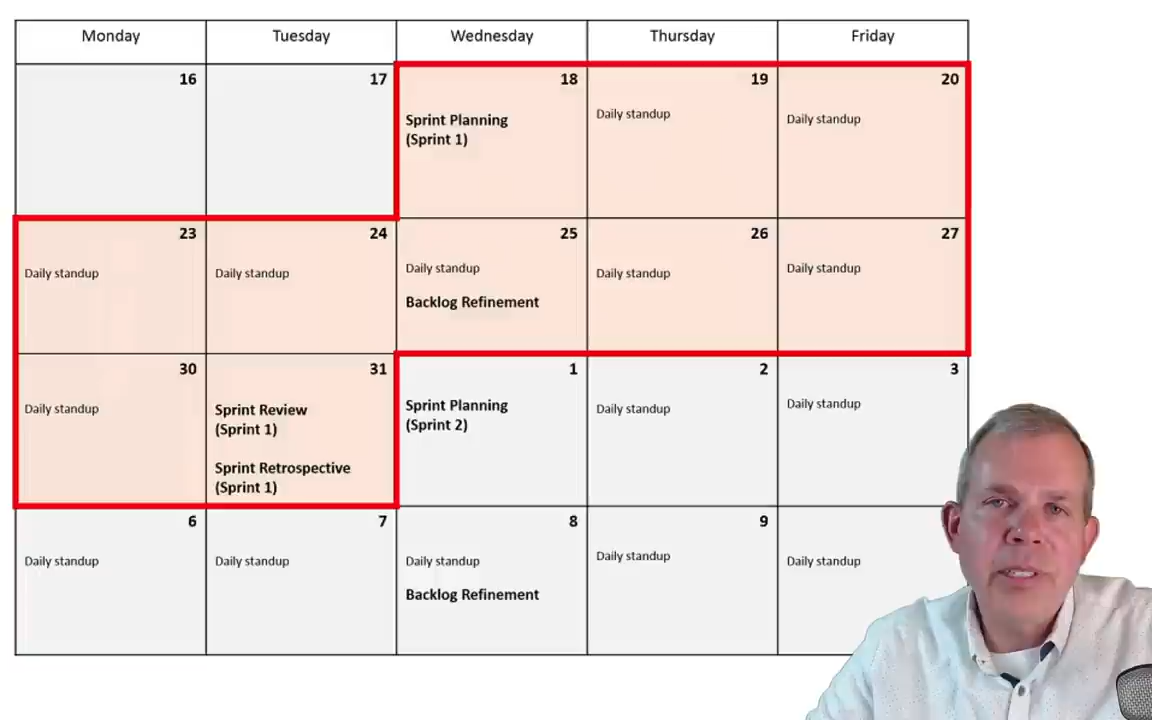 Monday
Tuesday
Wednesday
Thursday
Friday
16
17
18
Sprint Planning
(Sprint 1)
19
Daily standup
20
Daily standup
23
Daily standup
24
Daily standup
25
Daily standup
Backlog Refinement
26
Daily standup
27
Daily standup
30
Daily standup
31
Sprint Review
(Sprint 1)
Sprint Retrospective
(Sprint 1)
1
Sprint Planning
(Sprint 2)
2
Daily standup
3
Daily standup
6
Daily standup
7
Daily standup
8
Daily standup
Backlog Refinement
9
Daily standup
Daily standup